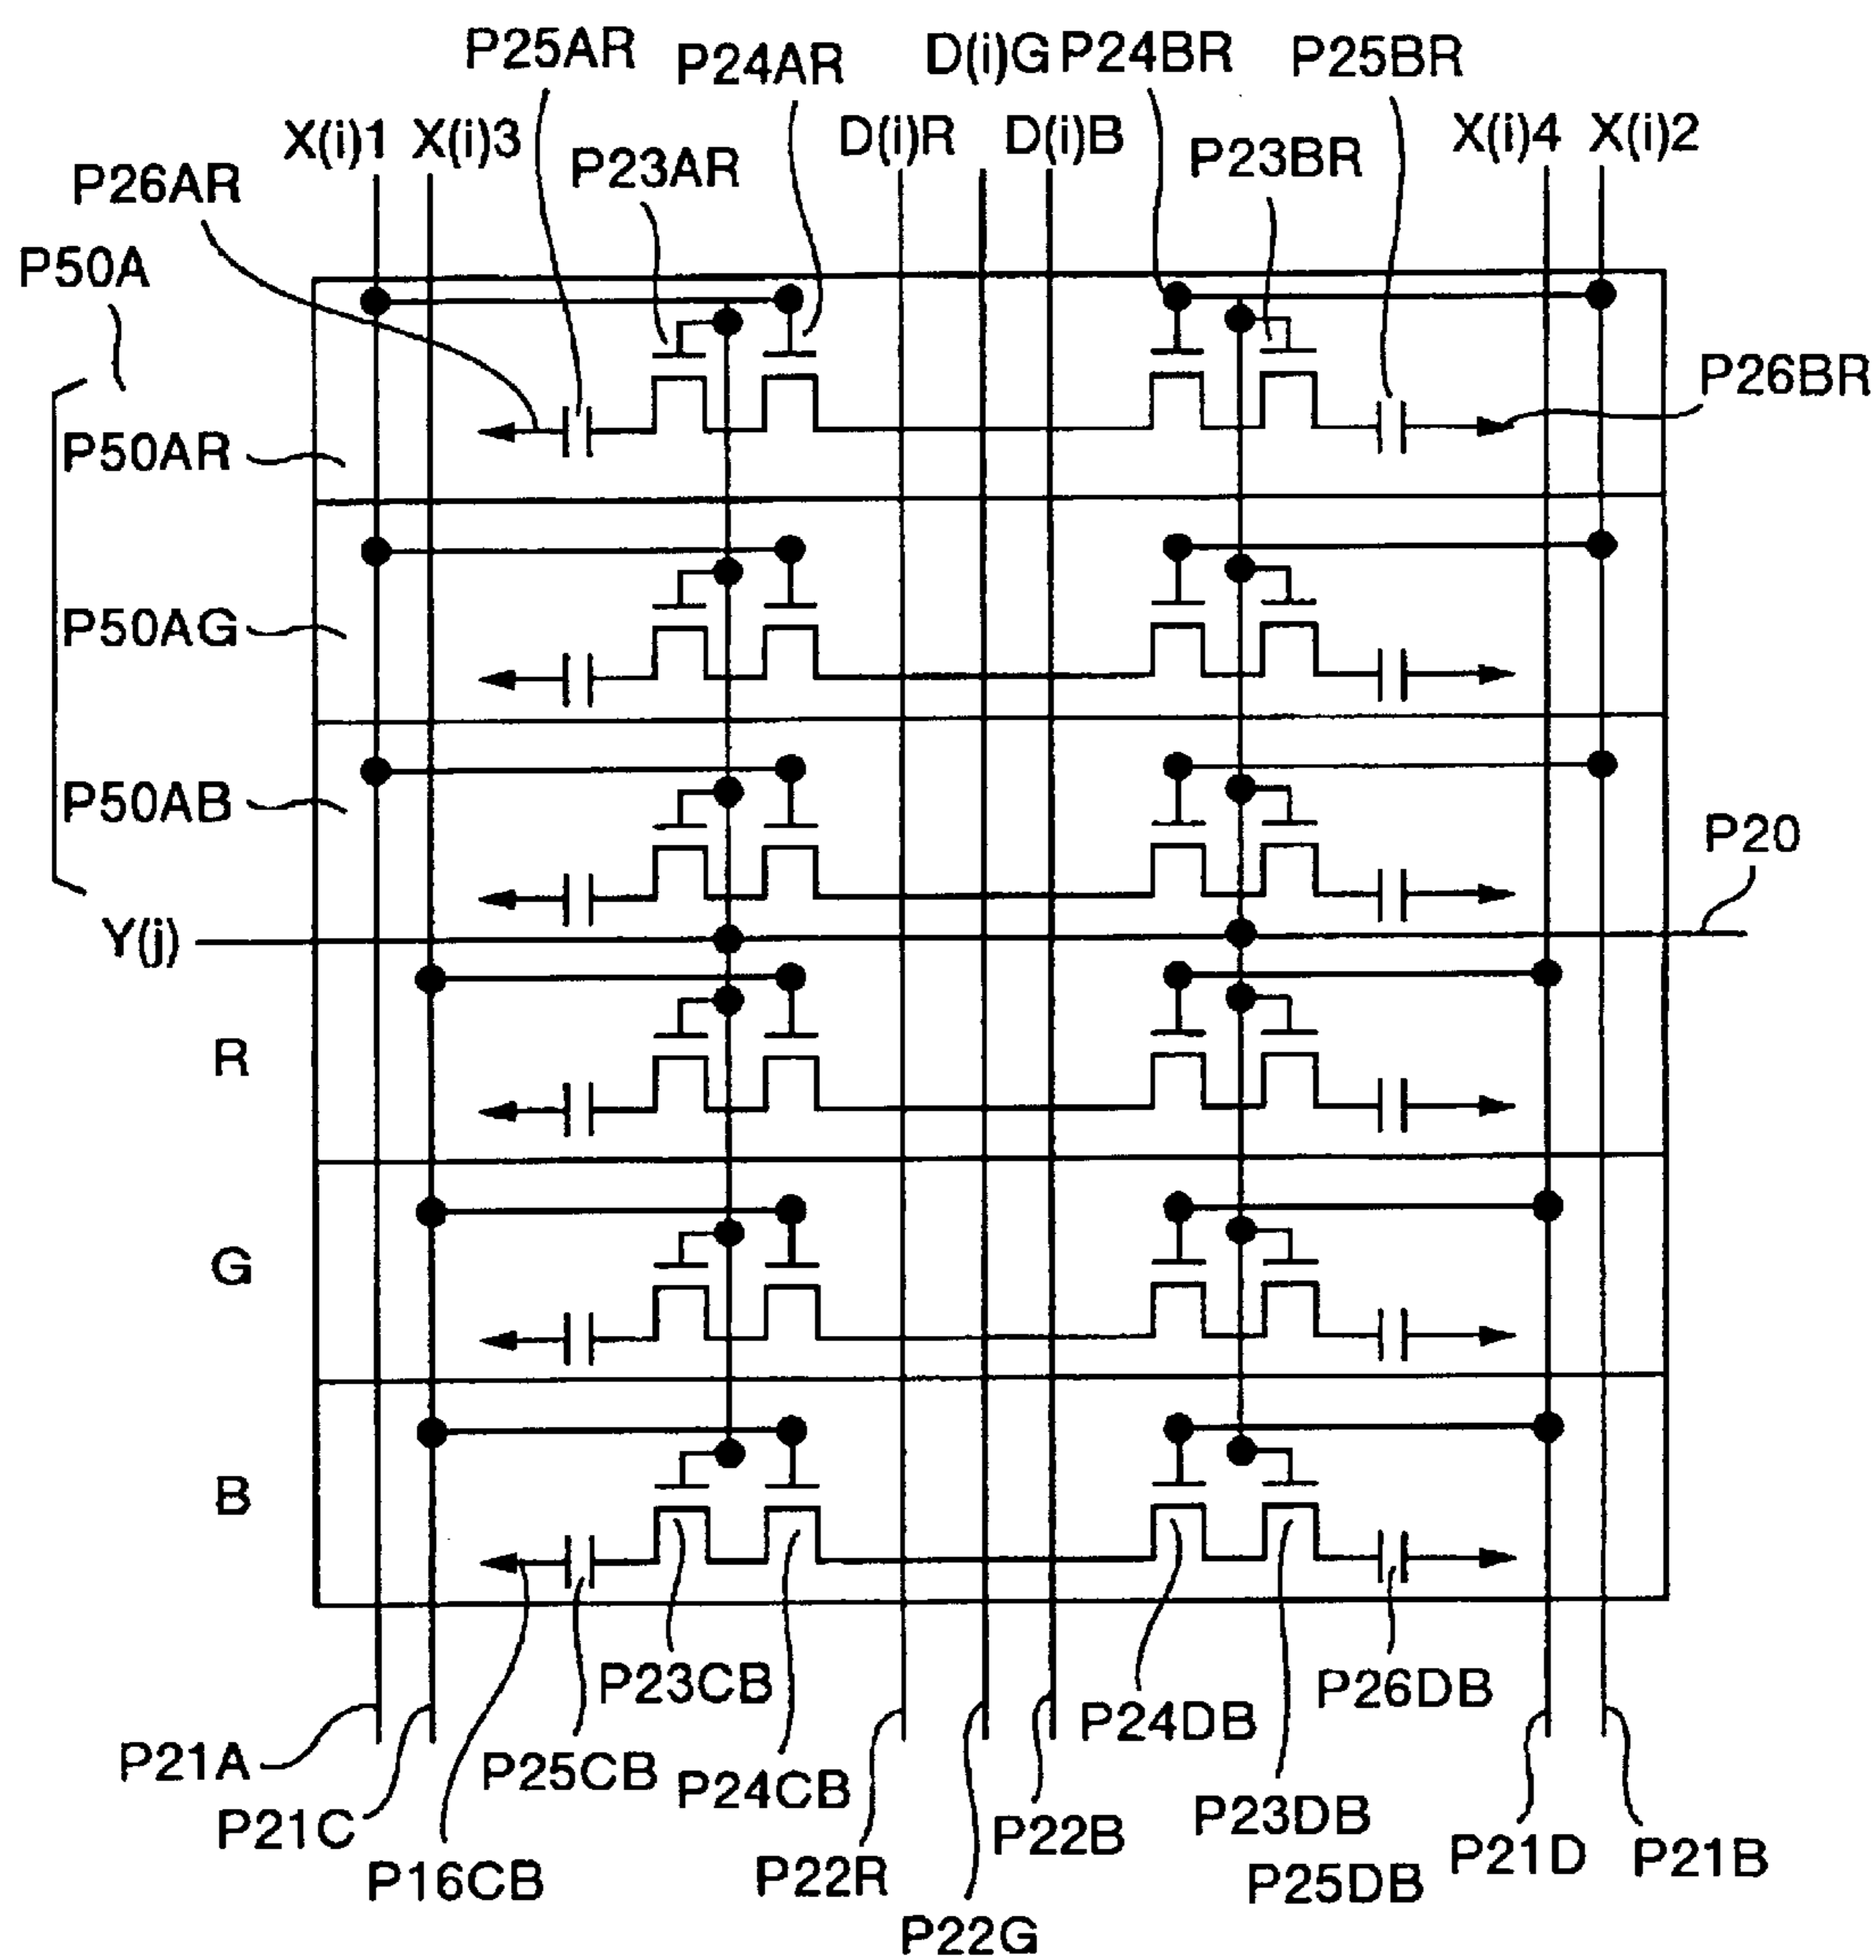 P25AR
P24AR
D(i)G
P24BR
P25BR
X(i)1
X(i)3
D(i)R
D(i)B
X(i)4
X(i)2
P26AR
P23AR
P23BR
P50A
P26BR
P50AR
P50AG
P50AB
P20
Y(j)
R
G
B
P23CB
P26DB
P24DB
P21A
P25CB
P24CB
P21C
P22B
P23DB
P21D
P21B
P16CB
P22R
P25DB
P22G